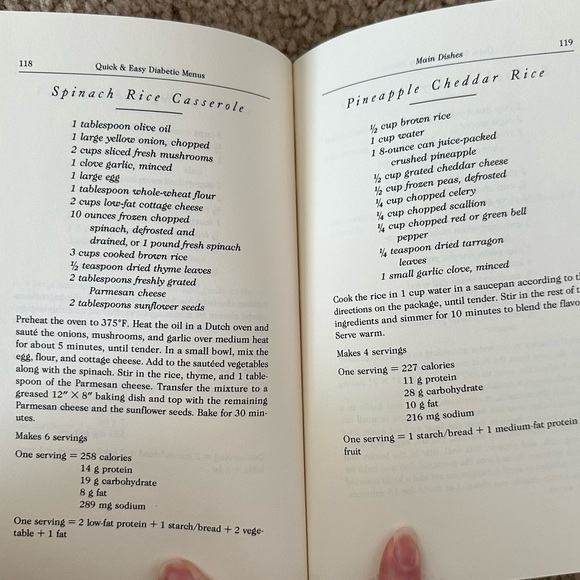 118
Quick & Easy Diabetic Menus
Spinach Rice Casserole
1 tablespoon olive oil
1 large yellow onion, chopped
2 cups sliced fresh mushrooms
1 clove garlic, minced
1 large egg
1 tablespoon whole-wheat flour
2 cups low-fat cottage cheese
10 ounces frozen chopped
spinach, defrosted and
drained, or 1 pound fresh spinach
3 cups cooked brown rice
½ teaspoon dried thyme leaves
2 tablespoons freshly grated
Parmesan cheese
2 tablespoons sunflower seeds
Preheat the oven to 375°F. Heat the oil in a Dutch oven and
sauté the onions, mushrooms, and garlic over medium heat
for about 5 minutes, until tender. In a small bowl, mix the
egg, flour, and cottage cheese. Add to the sautéed vegetables
along with the spinach. Stir in the rice, thyme, and 1 table-
spoon of the Parmesan cheese. Transfer the mixture to a
greased 12″ × 8″ baking dish and top with the remaining
Parmesan cheese and the sunflower seeds. Bake for 30 min-
utes.
Makes 6 servings
One serving = 258 calories
14 g protein
19 g carbohydrate
8 g fat
289 mg sodium
One serving = 2 low-fat protein + 1 starch/bread + 2 vege-
table + 1 fat
Main Dishes
119
Pineapple Cheddar Rice
½ cup brown rice
1 cup water
1 8-ounce can juice-packed
crushed pineapple
½ cup grated cheddar cheese
½ cup frozen peas, defrosted
¼ cup chopped celery
¼ cup chopped scallion
¼ cup chopped red or green bell
pepper
¼ teaspoon dried tarragon
leaves
1 small garlic clove, minced
Cook the rice in 1 cup water in a saucepan according to
directions on the package, until tender. Stir in the rest of
ingredients and simmer for 10 minutes to blend the
Serve warm.
Makes 4 servings
One serving = 227 calories
11 g protein
28 g carbohydrate
10 g fat
216 mg sodium
One serving = 1 starch/bread + 1 medium-fat protein
fruit